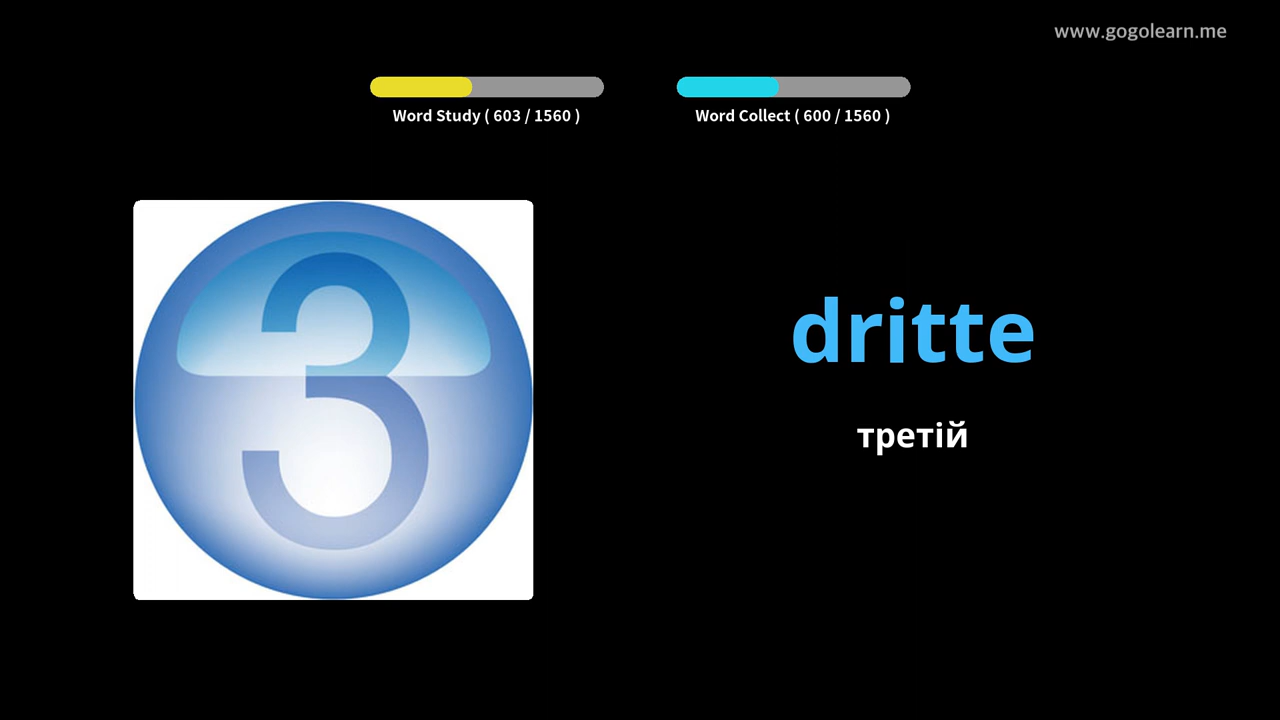 www.gogolearn.me
Word Study ( 603 / 1560 )
Word Collect ( 600 / 1560 )
3
dritte
третій